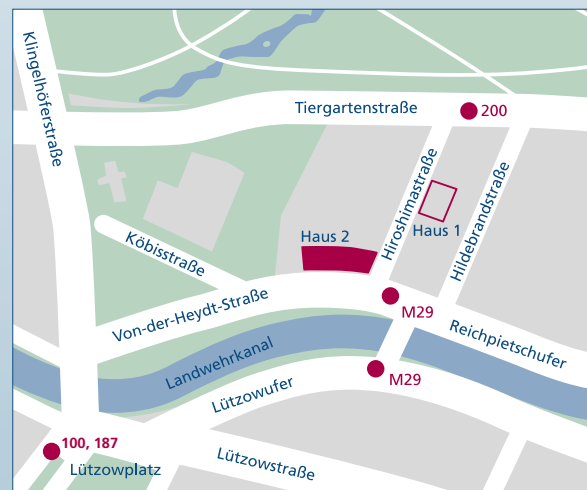 Klingelhöferstraße
Tiergartenstraße
200
Hiroshimastraße
Hildebrandstraße
Haus 1
Haus 2
Köbisstraße
Von-der-Heydt-Straße
M29
Reichpietschufer
Landwehrkanal
Lützowufer
M29
100, 187
Lützowplatz
Lützowstraße